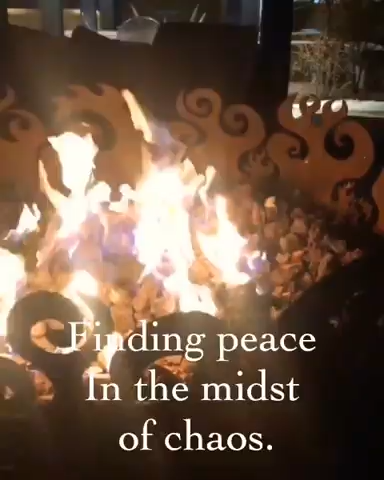 Finding peace
In the midst
of chaos.